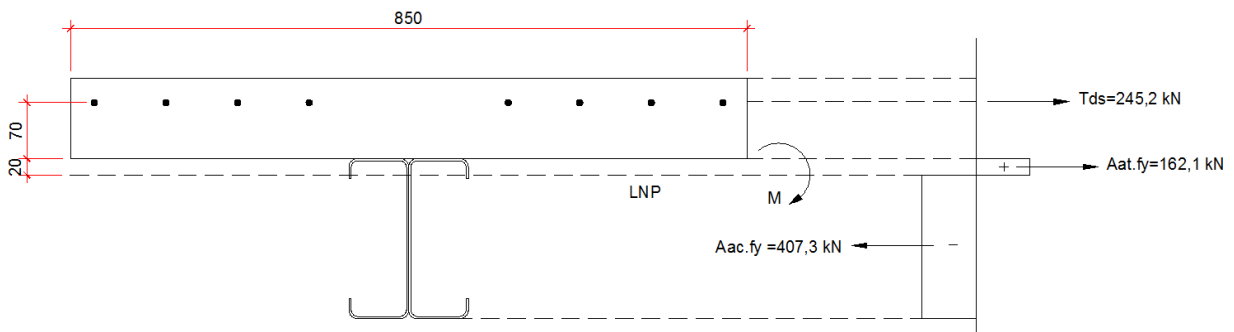 850
Tds=245,2 kN
70
20
Aat.fy=162,1 kN
+
LNP
M
Aac.fy =407,3 kN
-